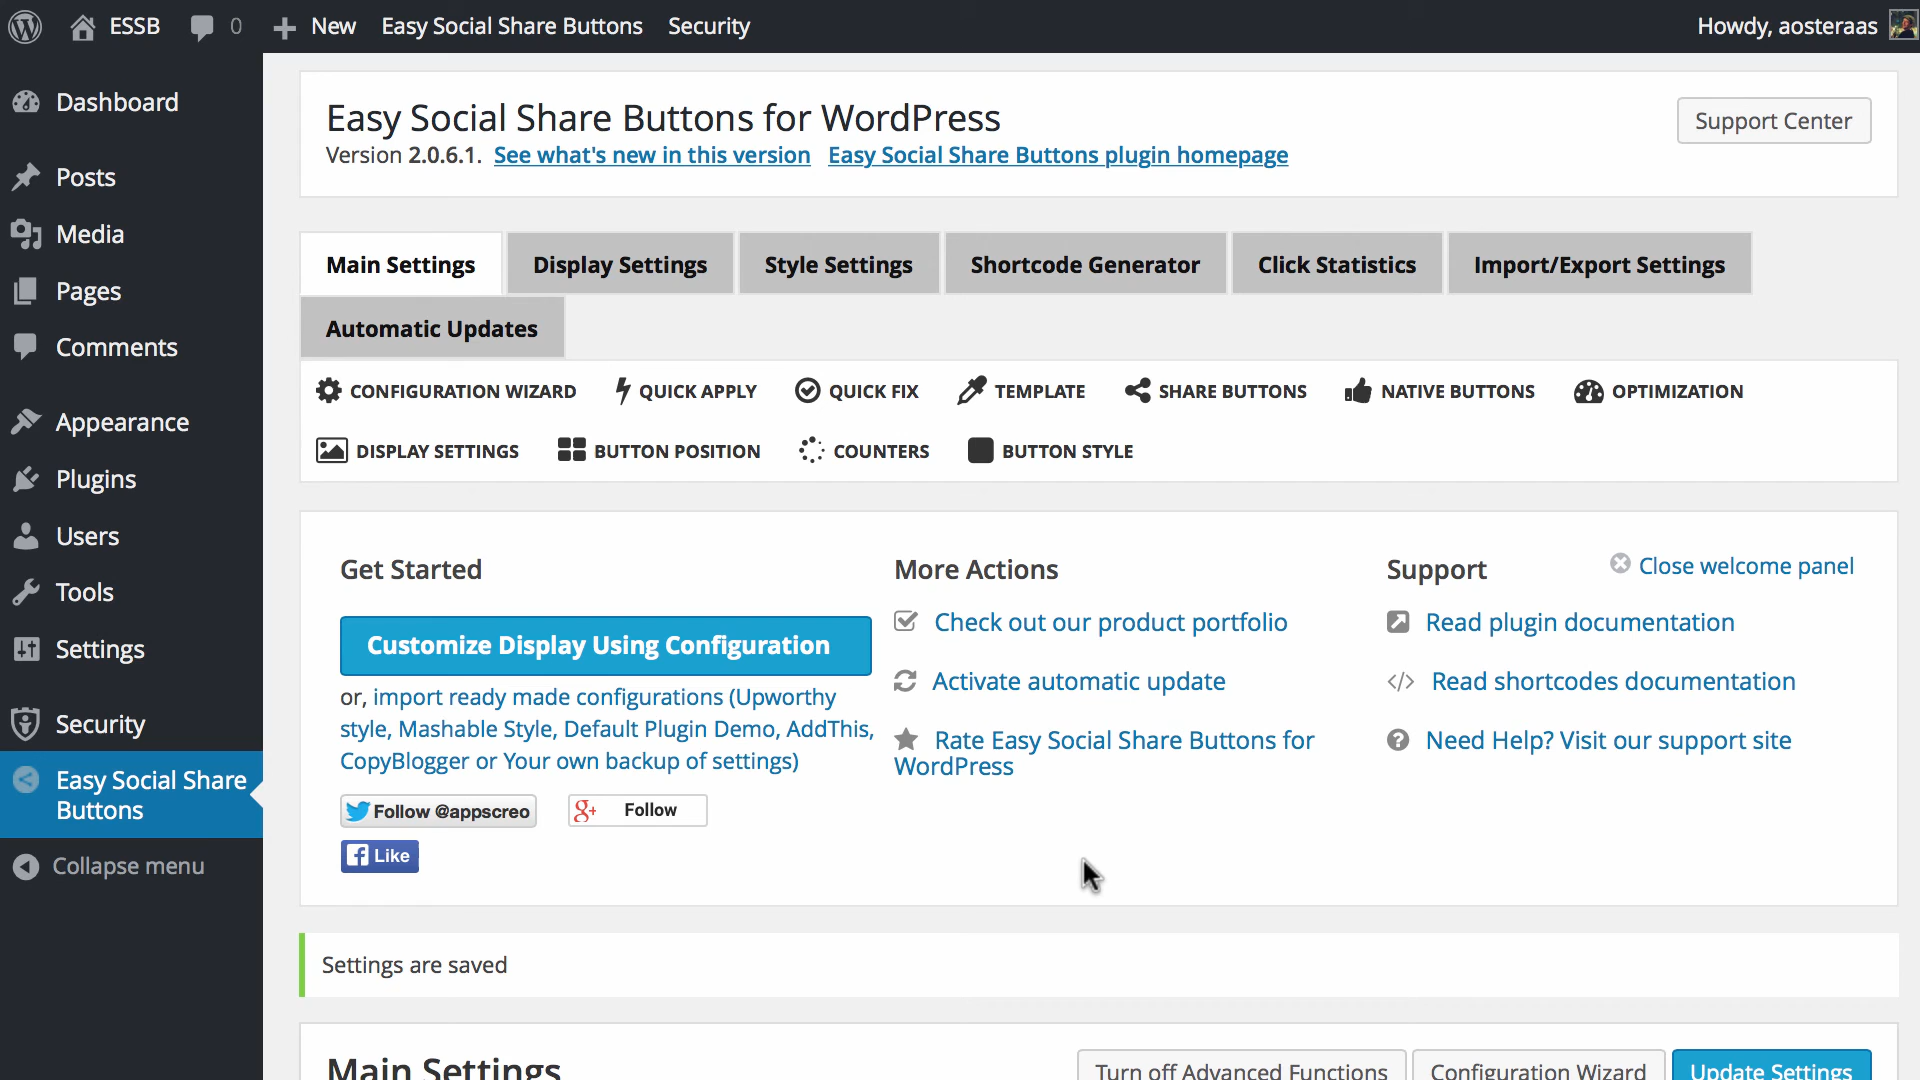 ESSB 0 New Easy Social Share Buttons Security Howdy, aosteraas
Dashboard
Posts
Media
Pages
Comments
Appearance
Plugins
Users
Tools
Settings
Security
Easy Social Share
Buttons
Collapse menu
Easy Social Share Buttons for WordPress
Version 2.0.6.1. See what's new in this version Easy Social Share Buttons plugin homepage
Support Center
Main Settings Display Settings Style Settings Shortcode Generator Click Statistics Import/Export Settings
Automatic Updates
CONFIGURATION WIZARD QUICK APPLY QUICK FIX TEMPLATE SHARE BUTTONS NATIVE BUTTONS OPTIMIZATION
DISPLAY SETTINGS BUTTON POSITION COUNTERS BUTTON STYLE
Get Started
Customize Display Using Configuration
or, import ready made configurations (Upworthy
style, Mashable Style, Default Plugin Demo, AddThis,
CopyBlogger or Your own backup of settings)
Follow @appscreo g+ Follow
f Like
More Actions
Check out our product portfolio
Activate automatic update
Rate Easy Social Share Buttons for
WordPress
Support
Close welcome panel
Read plugin documentation
</> Read shortcodes documentation
Need Help? Visit our support site
Settings are saved
Main Settings
Turn off Advanced Functions Configuration Wizard Update Settings